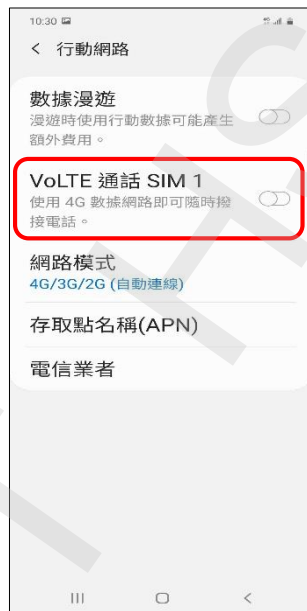 10:30
行動網路
數據漫遊
漫遊時使用行動數據可能產生
額外費用。
VoLTE 通話 SIM 1
使用 4G 數據網路即可隨時撥
接電話。
網路模式
4G/3G/2G (自動連線)
存取點名稱(APN)
電信業者